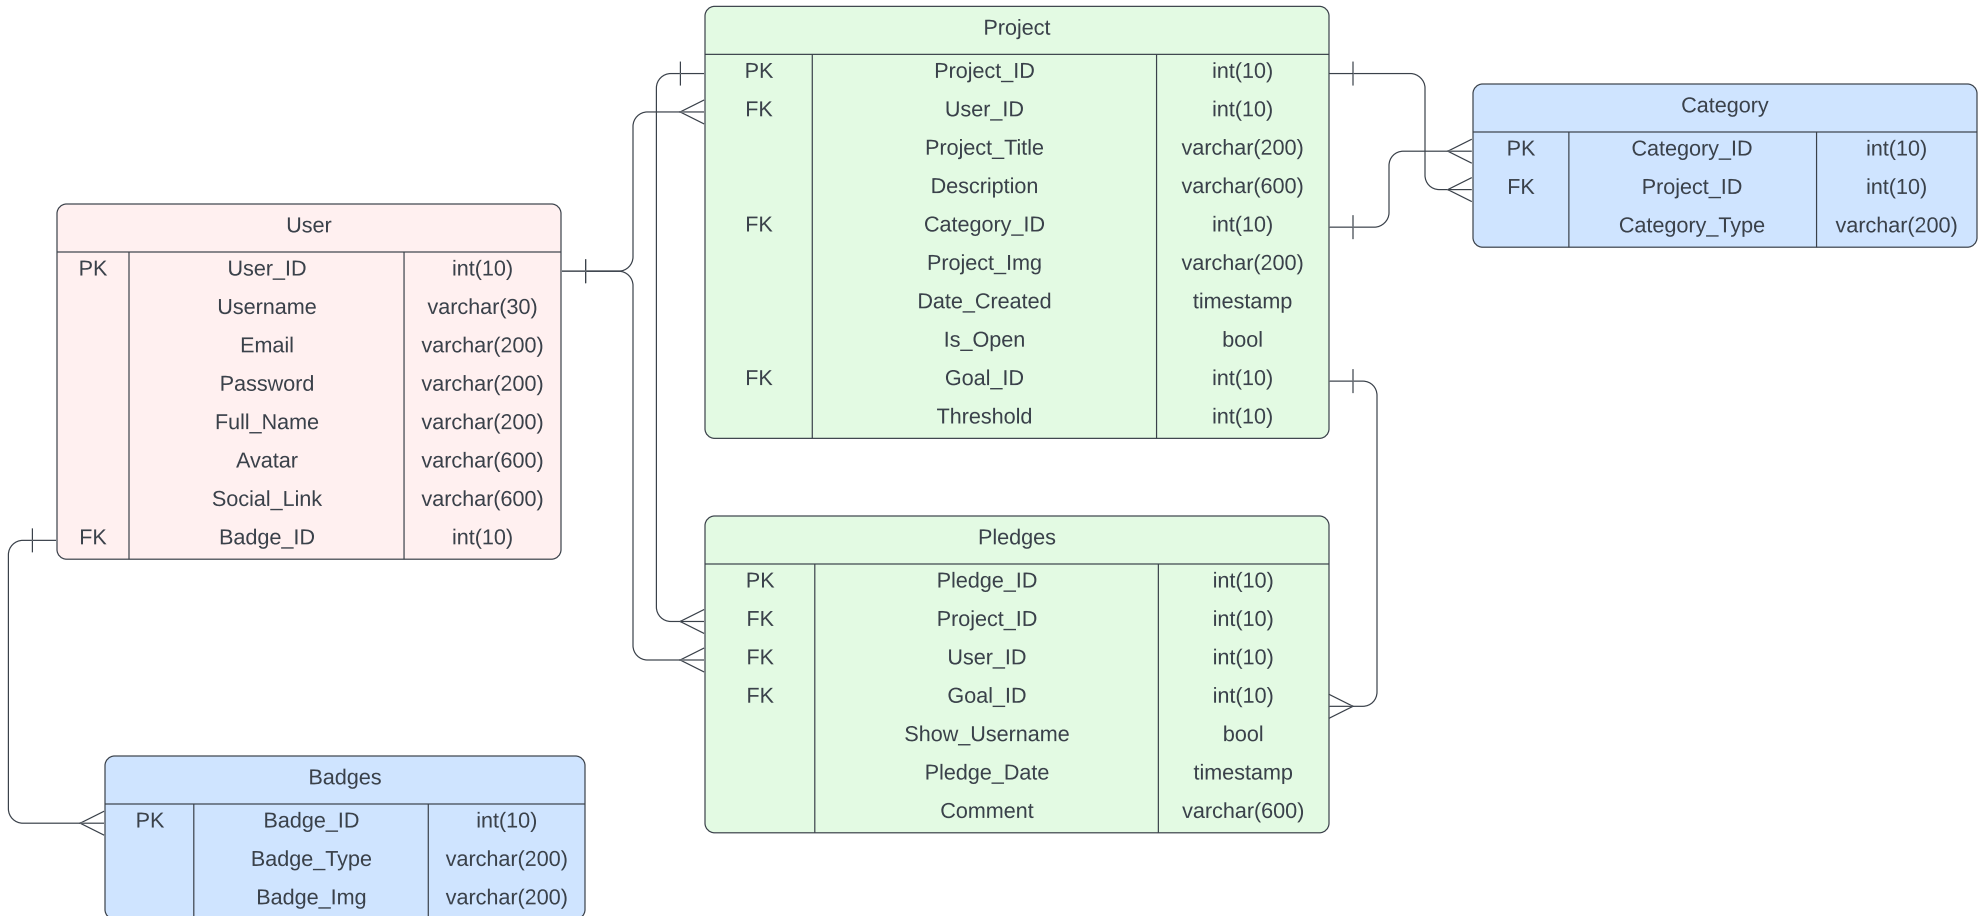 Project
PK Project_ID int(10)
FK User_ID int(10)
Project_Title varchar(200)
Description varchar(600)
FK Category_ID int(10)
Project_Img varchar(200)
Date_Created timestamp
Is_Open bool
FK Goal_ID int(10)
Threshold int(10)
Category
PK Category_ID int(10)
FK Project_ID int(10)
Category_Type varchar(200)
User
PK User_ID int(10)
Username varchar(30)
Email varchar(200)
Password varchar(200)
Full_Name varchar(200)
Avatar varchar(600)
Social_Link varchar(600)
FK Badge_ID int(10)
Pledges
PK Pledge_ID int(10)
FK Project_ID int(10)
FK User_ID int(10)
FK Goal_ID int(10)
Show_Username bool
Pledge_Date timestamp
Comment varchar(600)
Badges
PK Badge_ID int(10)
Badge_Type varchar(200)
Badge_Img varchar(200)